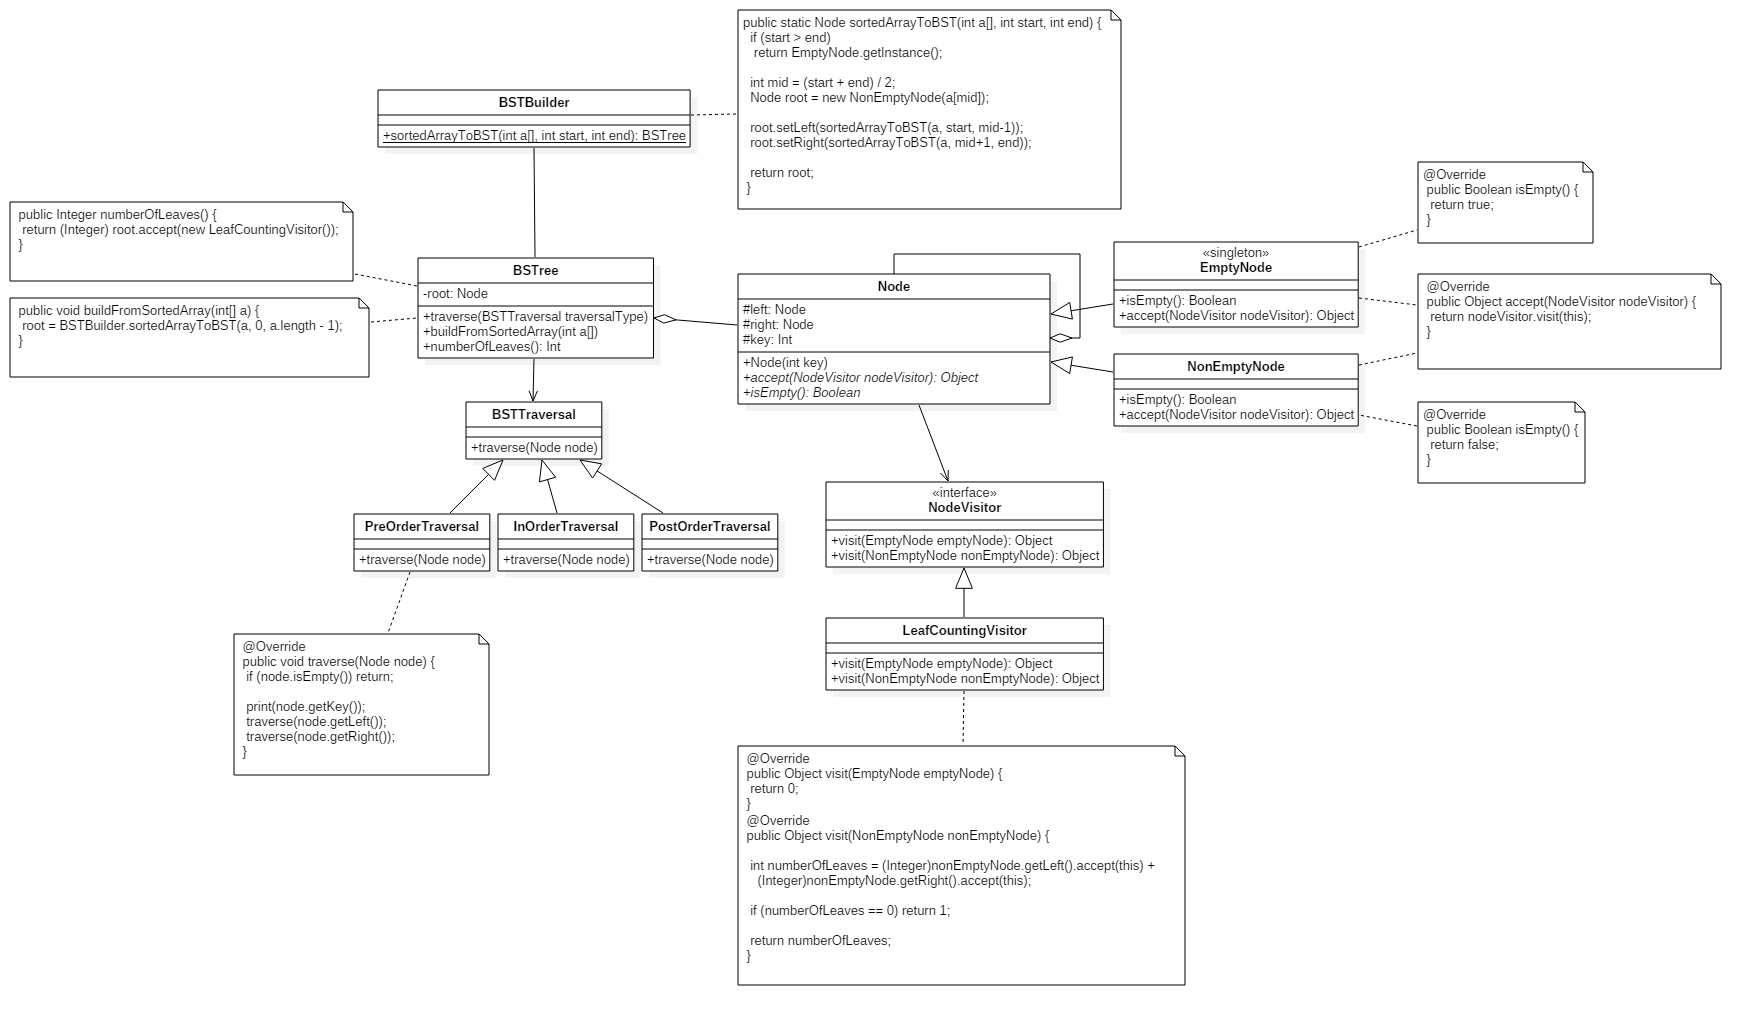 public static Node sortedArrayToBST(int a[], int start, int end) {
if (start > end)
return EmptyNode.getInstance();
int mid = (start + end) / 2;
Node root = new NonEmptyNode(a[mid]);
root.setLeft(sortedArrayToBST(a, start, mid-1));
root.setRight(sortedArrayToBST(a, mid+1, end));
return root;
}
BSTBuilder
+sortedArrayToBST(int a[], int start, int end): BSTree
public Integer numberOfLeaves() {
return (Integer) root.accept(new LeafCountingVisitor());
}
public void buildFromSortedArray(int[] a) {
root = BSTBuilder.sortedArrayToBST(a, 0, a.length - 1);
}
BSTree
-root: Node
+traverse(BSTTraversal traversalType)
+buildFromSortedArray(int a[])
+numberOfLeaves(): Int
Node
#left: Node
#right: Node
#key: Int
+Node(int key)
+accept(NodeVisitor nodeVisitor): Object
+isEmpty(): Boolean
«singleton»
EmptyNode
+isEmpty(): Boolean
+accept(NodeVisitor nodeVisitor): Object
NonEmptyNode
+isEmpty(): Boolean
+accept(NodeVisitor nodeVisitor): Object
@Override
public Boolean isEmpty() {
return true;
}
@Override
public Object accept(NodeVisitor nodeVisitor) {
return nodeVisitor.visit(this);
}
@Override
public Boolean isEmpty() {
return false;
}
BSTTraversal
+traverse(Node node)
PreOrderTraversal
+traverse(Node node)
InOrderTraversal
+traverse(Node node)
PostOrderTraversal
+traverse(Node node)
@Override
public void traverse(Node node) {
if (node.isEmpty()) return;
print(node.getKey());
traverse(node.getLeft());
traverse(node.getRight());
}
«interface»
NodeVisitor
+visit(EmptyNode emptyNode): Object
+visit(NonEmptyNode nonEmptyNode): Object
LeafCountingVisitor
+visit(EmptyNode emptyNode): Object
+visit(NonEmptyNode nonEmptyNode): Object
@Override
public Object visit(EmptyNode emptyNode) {
return 0;
}
@Override
public Object visit(NonEmptyNode nonEmptyNode) {
int numberOfLeaves = (Integer)nonEmptyNode.getLeft().accept(this) +
(Integer)nonEmptyNode.getRight().accept(this);
if (numberOfLeaves == 0) return 1;
return numberOfLeaves;
}